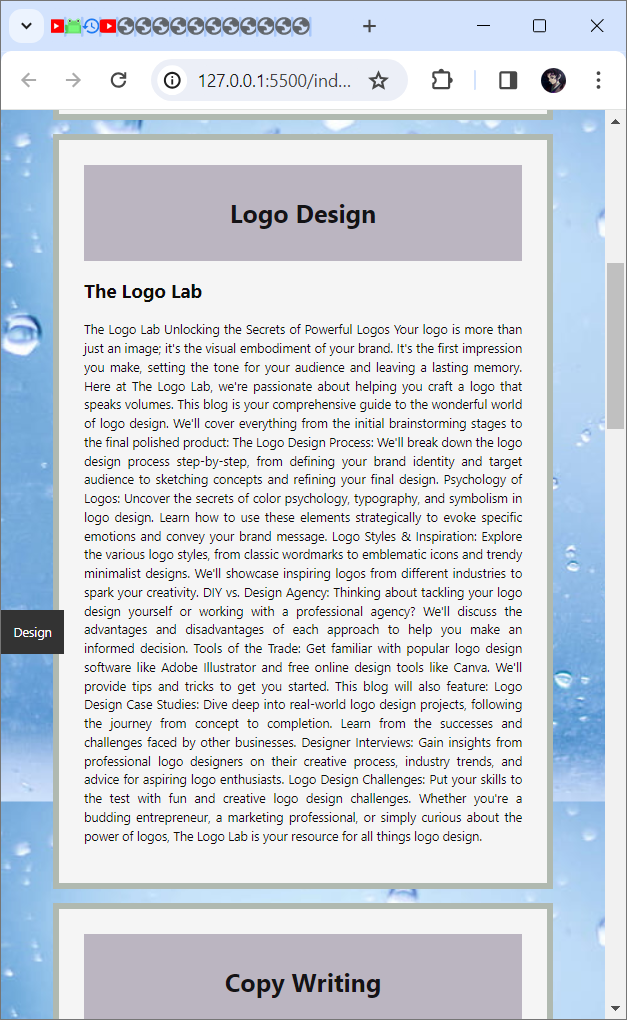 127.0.0.1:5500/ind...
Logo Design
The Logo Lab
The Logo Lab Unlocking the Secrets of Powerful Logos Your logo is more than
just an image; it's the visual embodiment of your brand. It's the first impression
you make, setting the tone for your audience and leaving a lasting memory.
Here at The Logo Lab, we're passionate about helping you craft a logo that
speaks volumes. This blog is your comprehensive guide to the wonderful world
of logo design. We'll cover everything from the initial brainstorming stages to
the final polished product: The Logo Design Process: We'll break down the logo
design process step-by-step, from defining your brand identity and target
audience to sketching concepts and refining your final design. Psychology of
Logos: Uncover the secrets of color psychology, typography, and symbolism in
logo design. Learn how to use these elements strategically to evoke specific
emotions and convey your brand message. Logo Styles & Inspiration: Explore
the various logo styles, from classic wordmarks to emblematic icons and trendy
minimalist designs. We'll showcase inspiring logos from different industries to
spark your creativity. DIY vs. Design Agency: Thinking about tackling your logo
design yourself or working with a professional agency? We'll discuss the
advantages and disadvantages of each approach to help you make an
informed decision. Tools of the Trade: Get familiar with popular logo design
software like Adobe Illustrator and free online design tools like Canva. We'll
provide tips and tricks to get you started. This blog will also feature: Logo
Design Case Studies: Dive deep into real-world logo design projects, following
the journey from concept to completion. Learn from the successes and
challenges faced by other businesses. Designer Interviews: Gain insights from
professional logo designers on their creative process, industry trends, and
advice for aspiring logo enthusiasts. Logo Design Challenges: Put your skills to
the test with fun and creative logo design challenges. Whether you're a
budding entrepreneur, a marketing professional, or simply curious about the
power of logos, The Logo Lab is your resource for all things logo design.
Design
Copy Writing